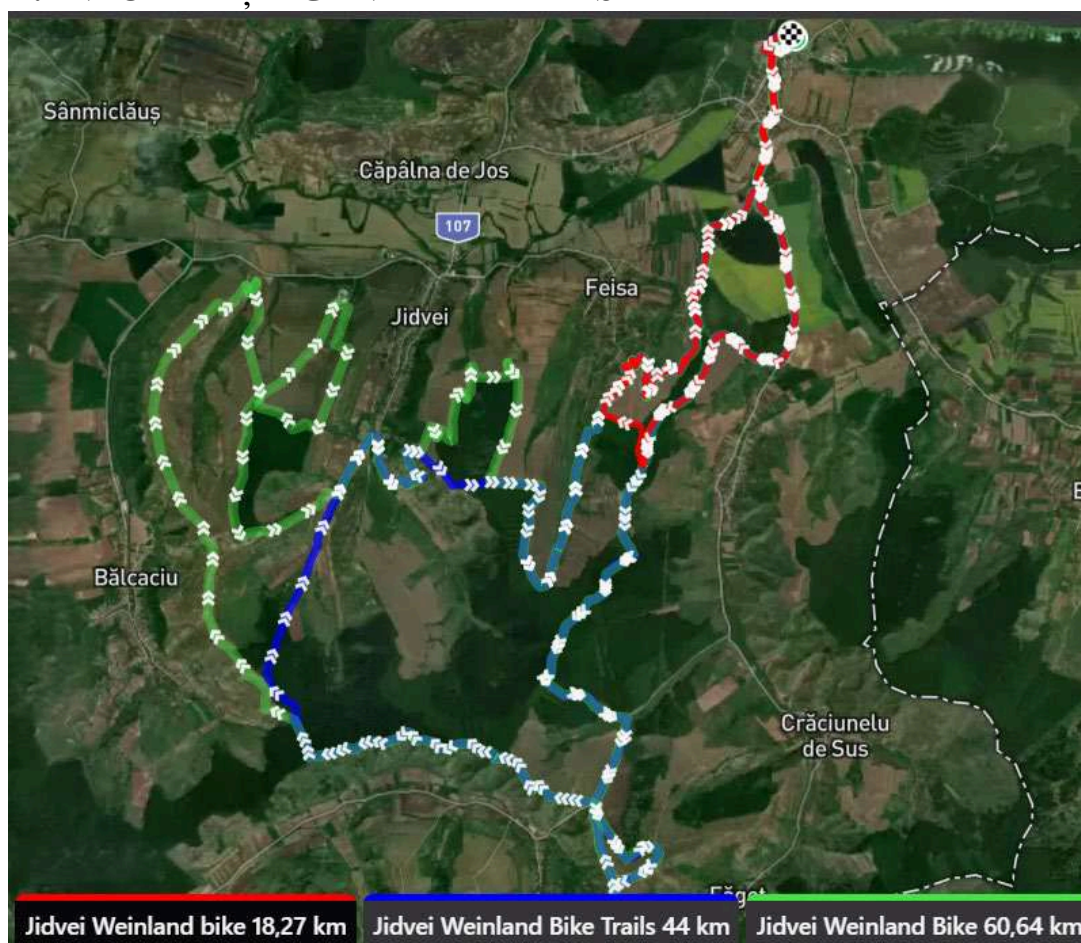 Sânmiclăuș
Căpâlna de Jos
107
Feisa
Jidvei
Bălcaciu
Crăciunelu
de Sus
Făget
Jidvei Weinland bike 18,27 km
Jidvei Weinland Bike Trails 44 km
Jidvei Weinland Bike 60,64 km